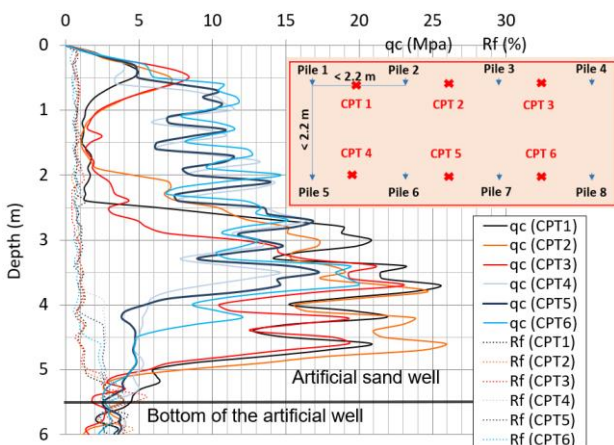 qc (Mpa) Rf (%)
0 5 10 15 20 25 30
0
1
2
3
4
5
6
Depth (m)
Pile 1 Pile 2 Pile 3 Pile 4
< 2.2 m
< 2.2 m
CPT 1 CPT 2 CPT 3
CPT 4 CPT 5 CPT 6
Pile 5 Pile 6 Pile 7 Pile 8
qc (CPT1)
qc (CPT2)
qc (CPT3)
qc (CPT4)
qc (CPT5)
qc (CPT6)
Rf (CPT1)
Rf (CPT2)
Rf (CPT3)
Rf (CPT4)
Rf (CPT5)
Rf (CPT6)
Artificial sand well
Bottom of the artificial well